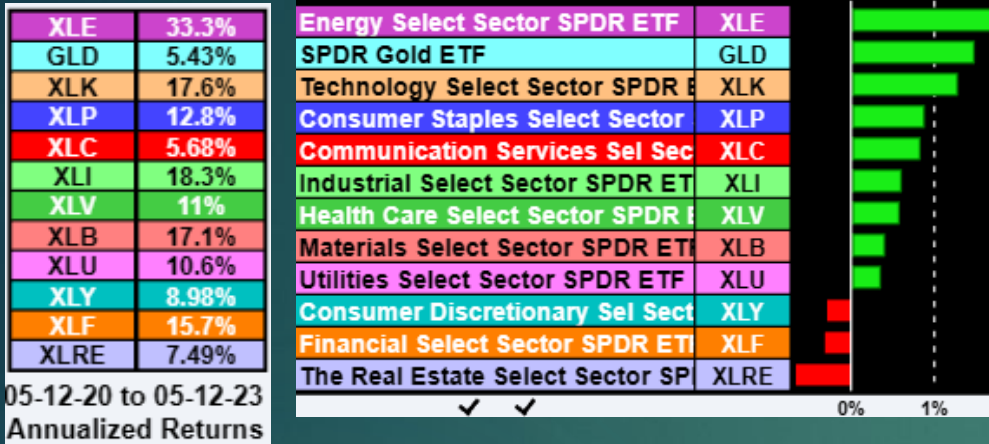 XLE 33.3%
GLD 5.43%
XLK 17.6%
XLP 12.8%
XLC 5.68%
XLI 18.3%
XLV 11%
XLB 17.1%
XLU 10.6%
XLY 8.98%
XLF 15.7%
XLRE 7.49%
05-12-20 to 05-12-23
Annualized Returns
Energy Select Sector SPDR ETF XLE
SPDR Gold ETF GLD
Technology Select Sector SPDR E XLK
Consumer Staples Select Sector XLP
Communication Services Sel Sec XLC
Industrial Select Sector SPDR ET XLI
Health Care Select Sector SPDR E XLV
Materials Select Sector SPDR ETF XLB
Utilities Select Sector SPDR ETF XLU
Consumer Discretionary Sel Sect XLY
Financial Select Sector SPDR ETF XLF
The Real Estate Select Sector SP XLRE
0% 1%